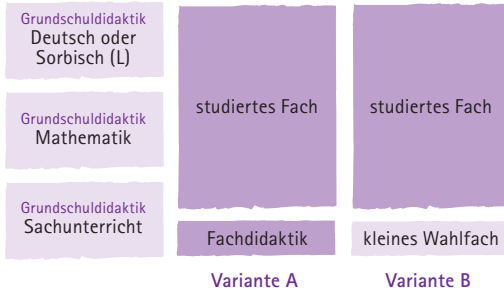 Grundschuldidaktik
Deutsch oder
Sorbisch (L)
Grundschuldidaktik
Mathematik
Grundschuldidaktik
Sachunterricht
studiertes Fach
Fachdidaktik
Variante A
studiertes Fach
kleines Wahlfach
Variante B